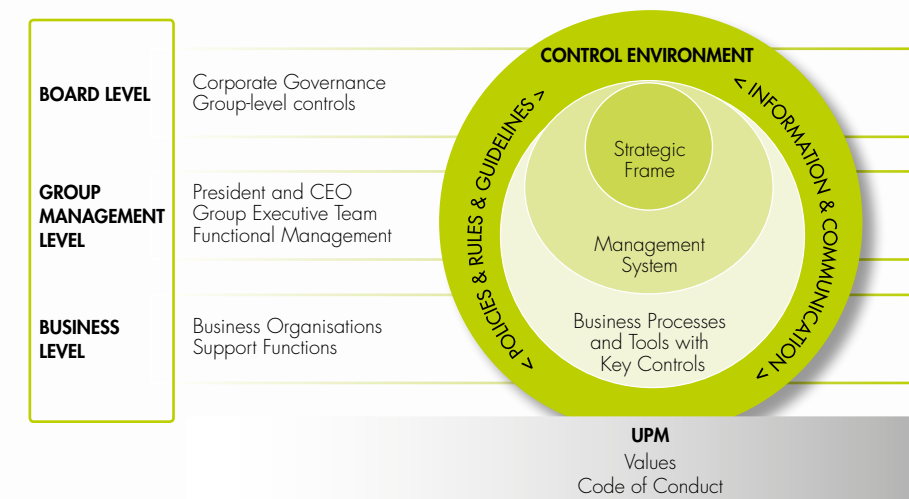 CONTROL ENVIRONMENT
< POLICIES & RULES & GUIDELINES >
< INFORMATION & COMMUNICATION >
BOARD LEVEL
Corporate Governance
Group-level controls
Strategic
Frame
GROUP
MANAGEMENT
LEVEL
President and CEO
Group Executive Team
Functional Management
Management
System
BUSINESS
LEVEL
Business Organisations
Support Functions
Business Processes
and Tools with
Key Controls
UPM
Values
Code of Conduct